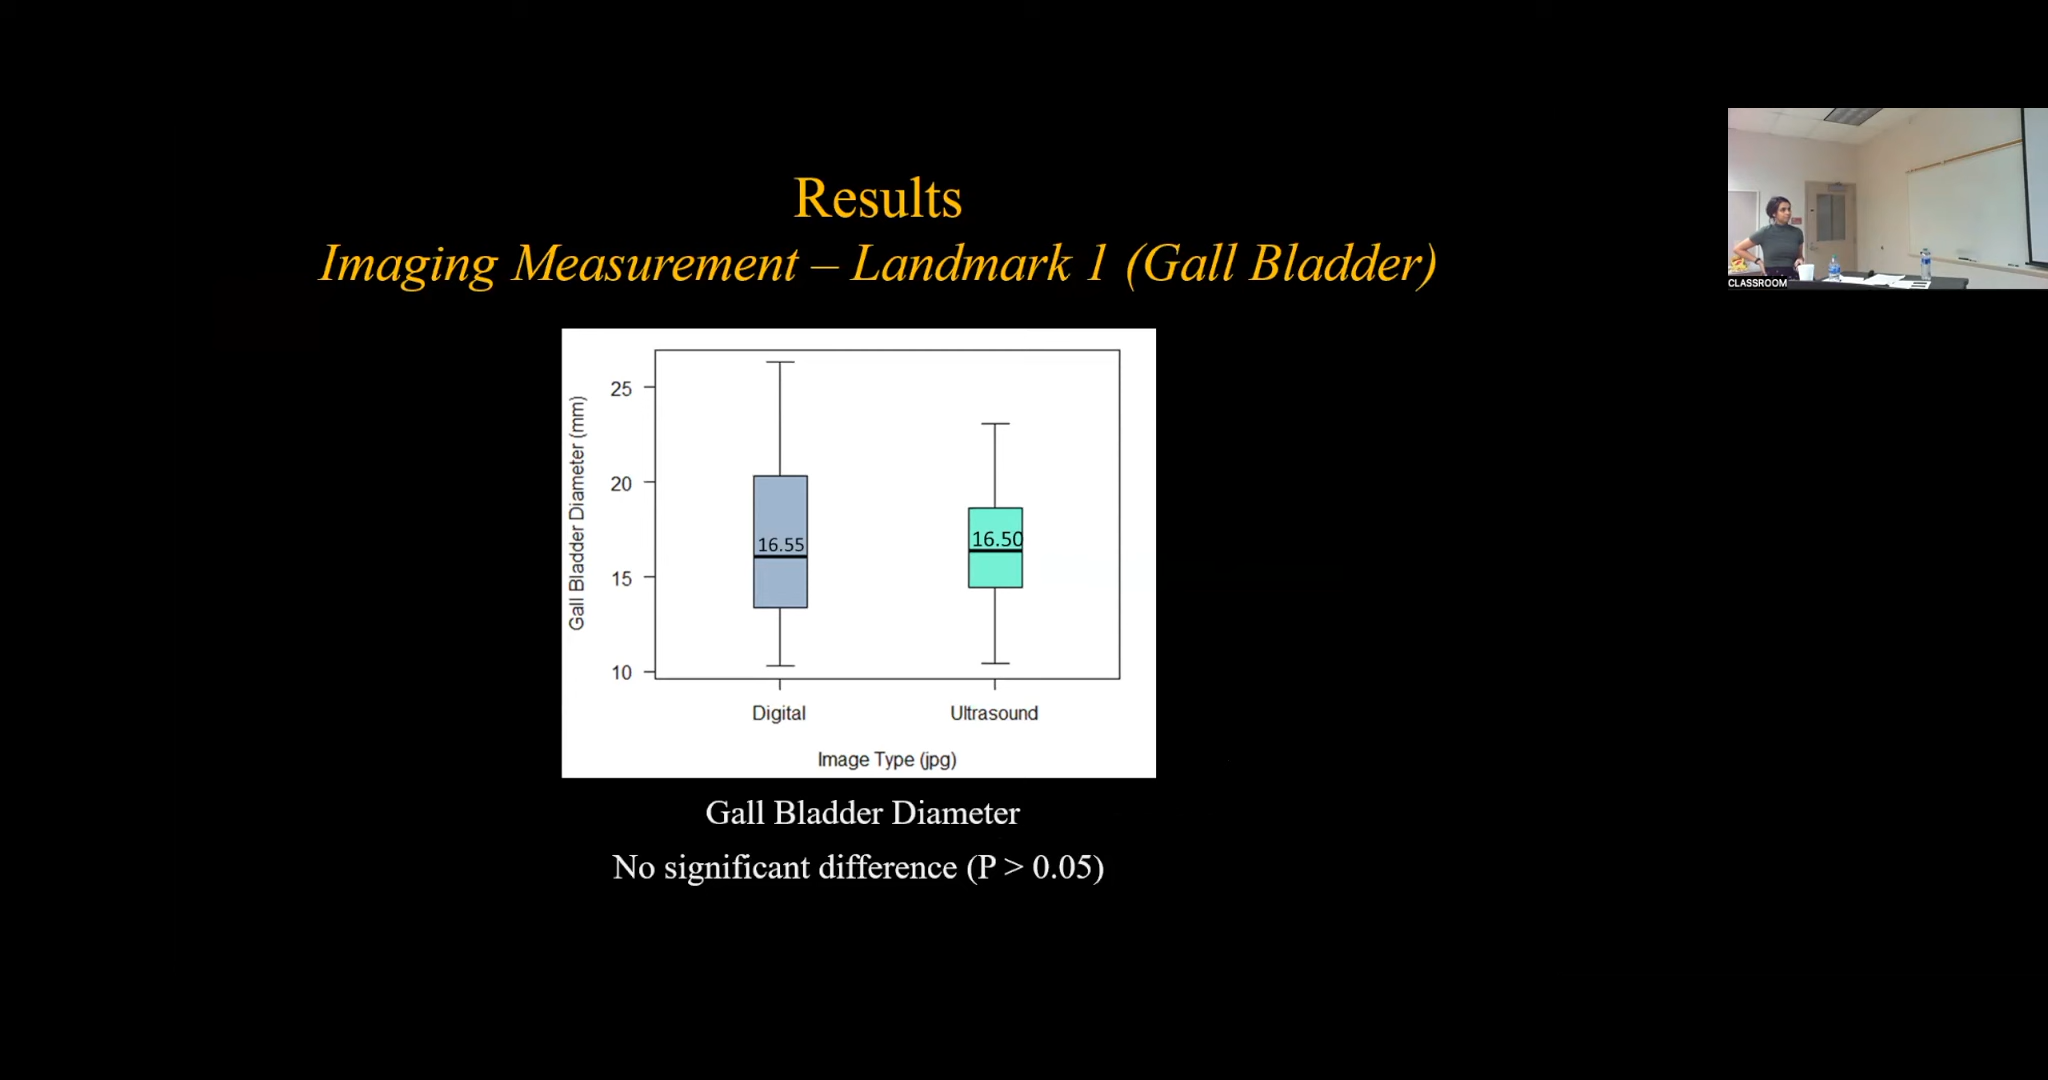 Results
Imaging Measurement – Landmark 1 (Gall Bladder)
CLASSROOM
Gall Bladder Diameter (mm)
25
20
15
10
16.55
16.50
Digital
Ultrasound
Image Type (jpg)
Gall Bladder Diameter
No significant difference (P > 0.05)